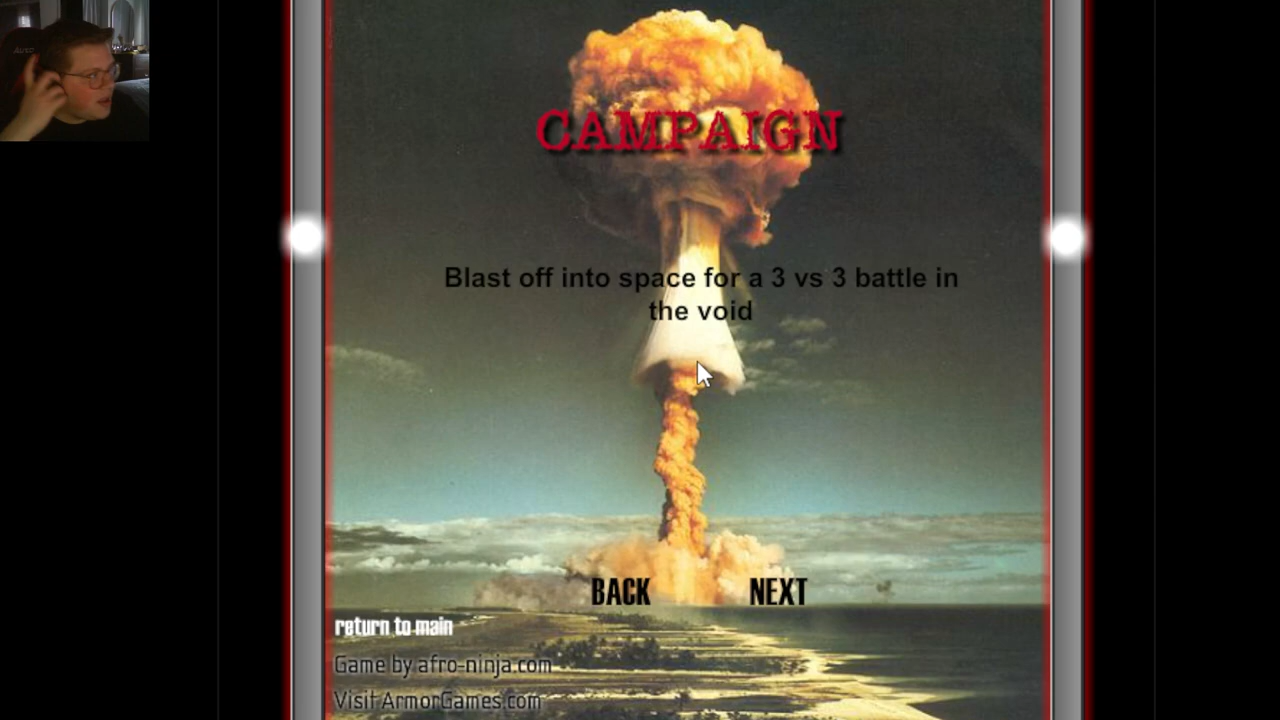 CAMPAIGN
Blast off into space for a 3 vs 3 battle in
the void
BACK NEXT
return to main
Game by afro-ninja.com
Visit ArmorGames.com